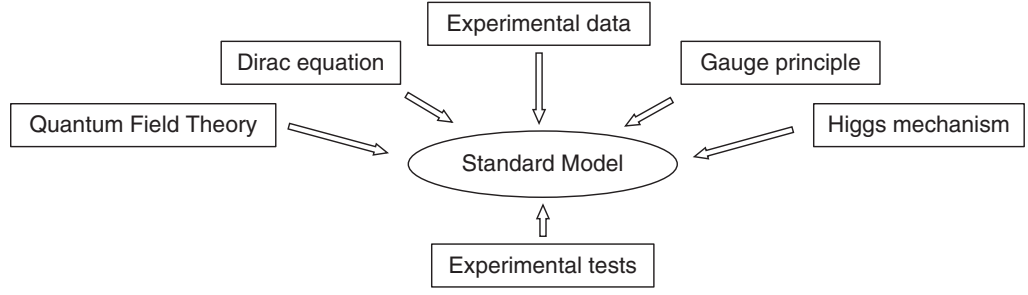 Experimental data
Dirac equation
Gauge principle
Quantum Field Theory
Higgs mechanism
Standard Model
Experimental tests